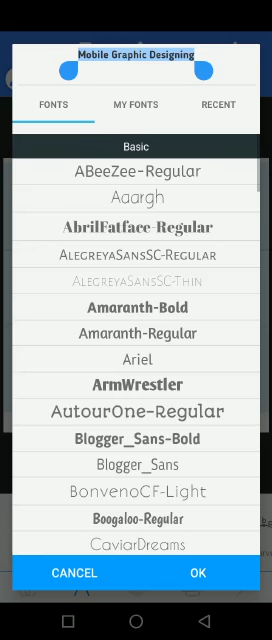 Mobile Graphic Designing
FONTS MY FONTS RECENT
Basic
ABeeZee-Regular
Aaargh
AbrilFatface-Regular
AlegreyaSansSC-Regular
AlegreyaSansSC-Thin
Amaranth-Bold
Amaranth-Regular
Ariel
ArmWrestler
AutourOne-Regular
Blogger_Sans-Bold
Blogger_Sans
BonvenoCF-Light
Boogaloo-Regular
CaviarDreams
CANCEL OK